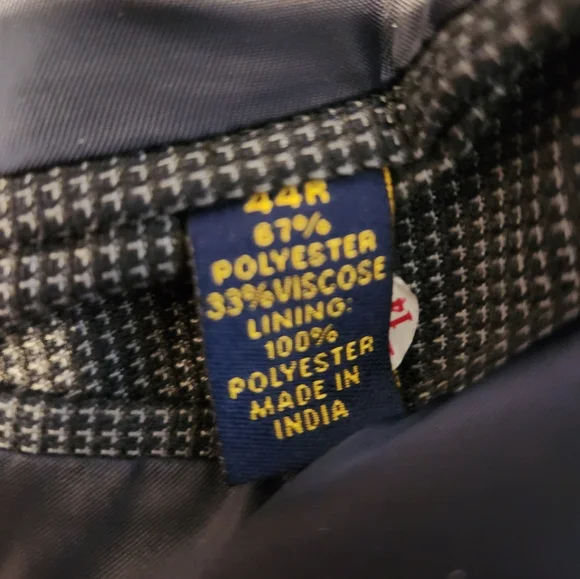 44R
67%
POLYESTER
33% VISCOSE
LINING:
100%
POLYESTER
MADE IN
INDIA